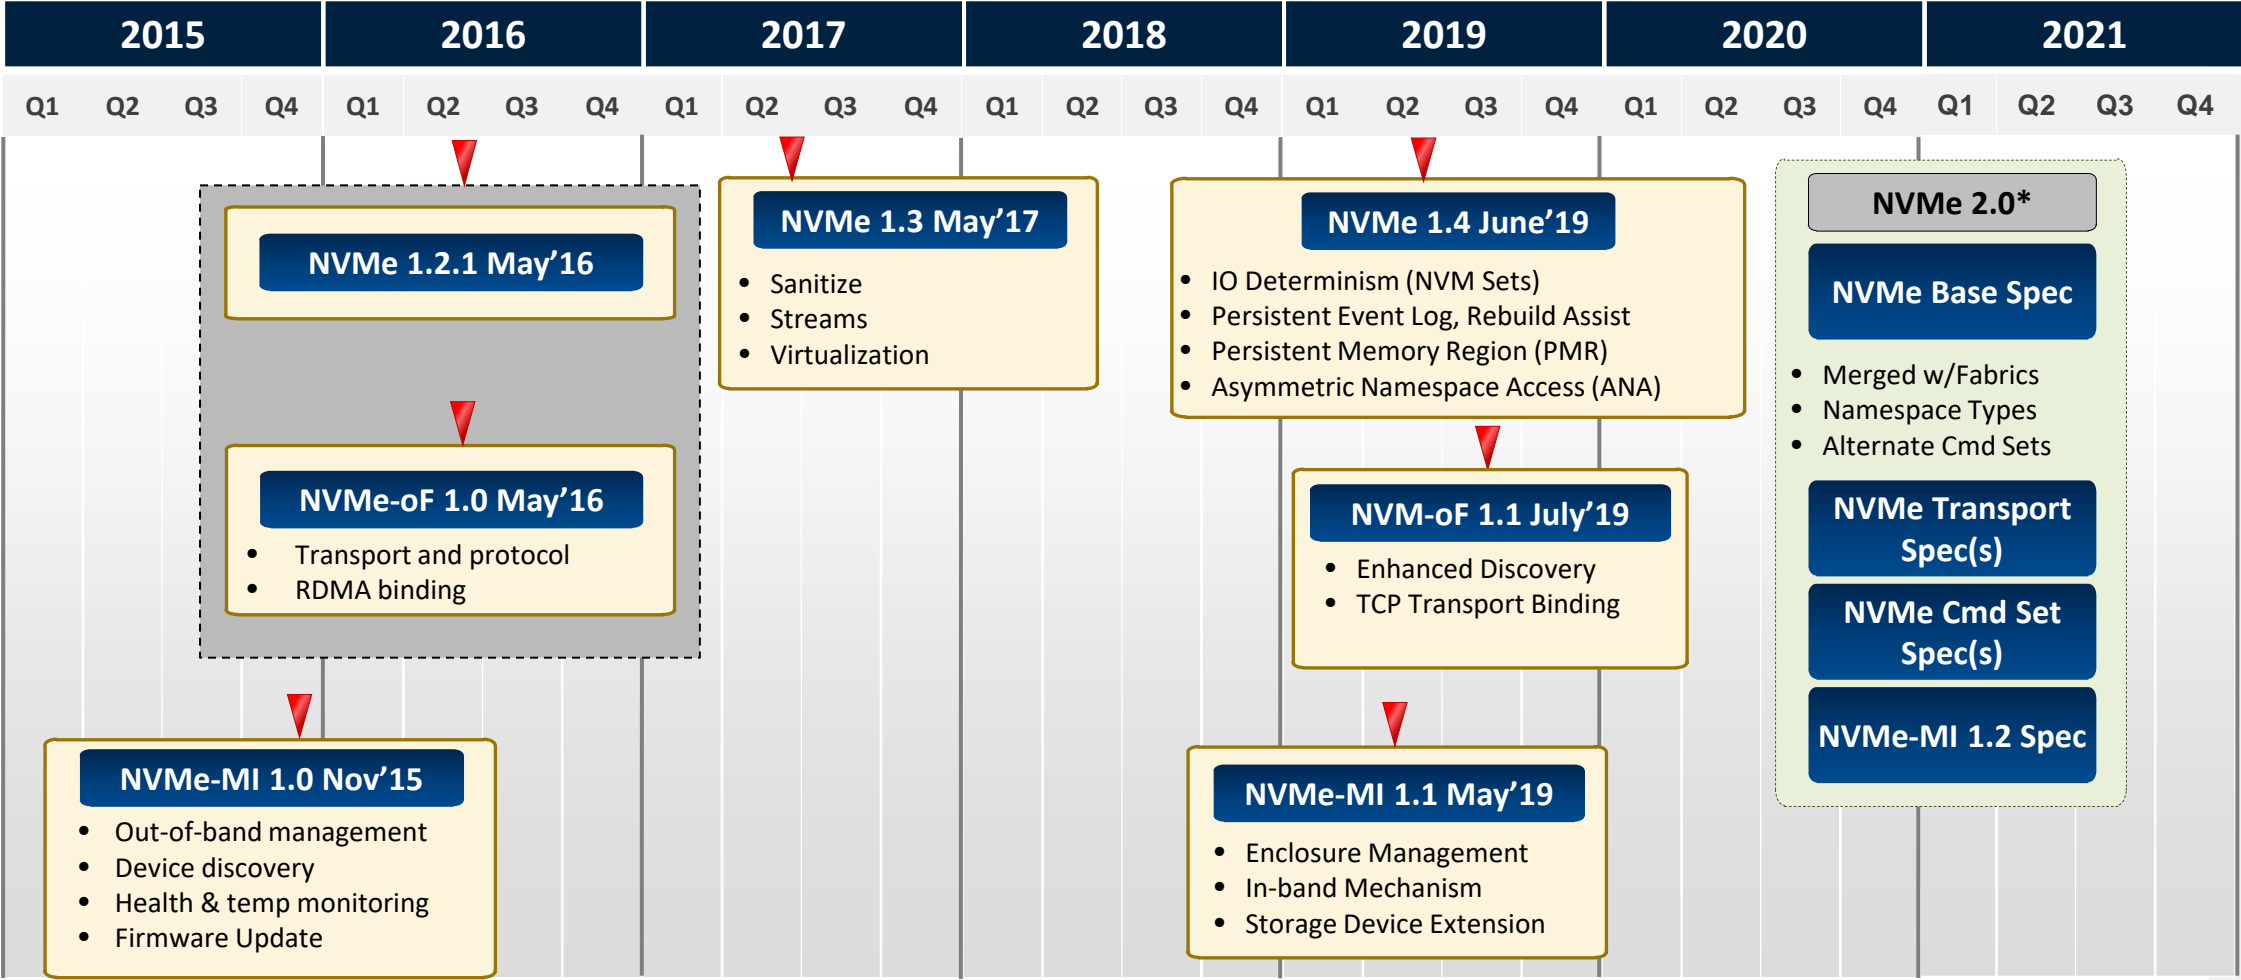 2015 2016 2017 2018 2019 2020 2021
Q1 Q2 Q3 Q4 Q1 Q2 Q3 Q4 Q1 Q2 Q3 Q4 Q1 Q2 Q3 Q4 Q1 Q2 Q3 Q4 Q1 Q2 Q3 Q4 Q1 Q2 Q3 Q4
NVMe 1.2.1 May’16
NVMe-oF 1.0 May’16
• Transport and protocol
• RDMA binding
NVMe-MI 1.0 Nov’15
• Out-of-band management
• Device discovery
• Health & temp monitoring
• Firmware Update
NVMe 1.3 May’17
• Sanitize
• Streams
• Virtualization
NVMe 1.4 June’19
• IO Determinism (NVM Sets)
• Persistent Event Log, Rebuild Assist
• Persistent Memory Region (PMR)
• Asymmetric Namespace Access (ANA)
NVM-oF 1.1 July’19
• Enhanced Discovery
• TCP Transport Binding
NVMe-MI 1.1 May’19
• Enclosure Management
• In-band Mechanism
• Storage Device Extension
NVMe 2.0*
NVMe Base Spec
• Merged w/Fabrics
• Namespace Types
• Alternate Cmd Sets
NVMe Transport
Spec(s)
NVMe Cmd Set
Spec(s)
NVMe-MI 1.2 Spec